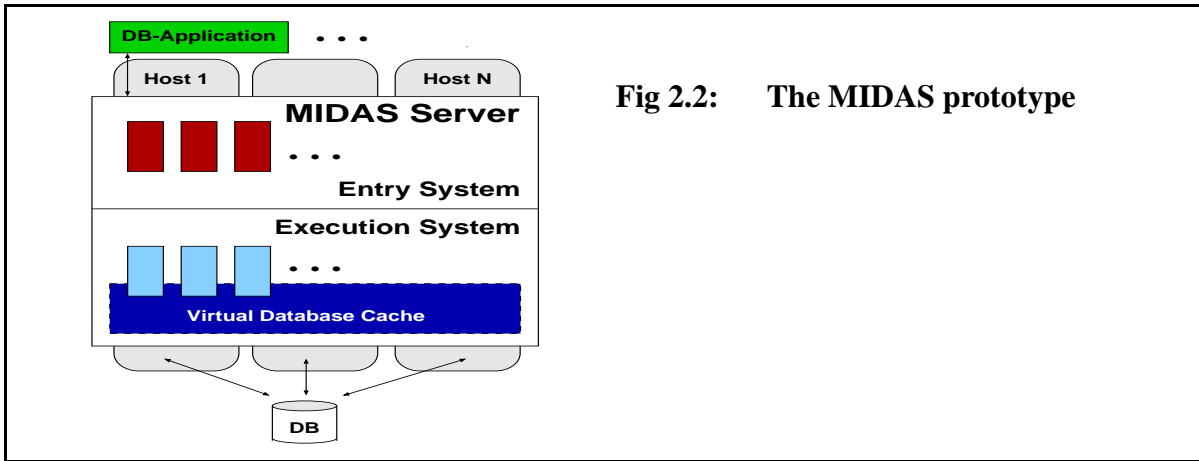 DB-Application
Host 1
Host N
MIDAS Server
Entry System
Execution System
Virtual Database Cache
DB
Fig 2.2: The MIDAS prototype